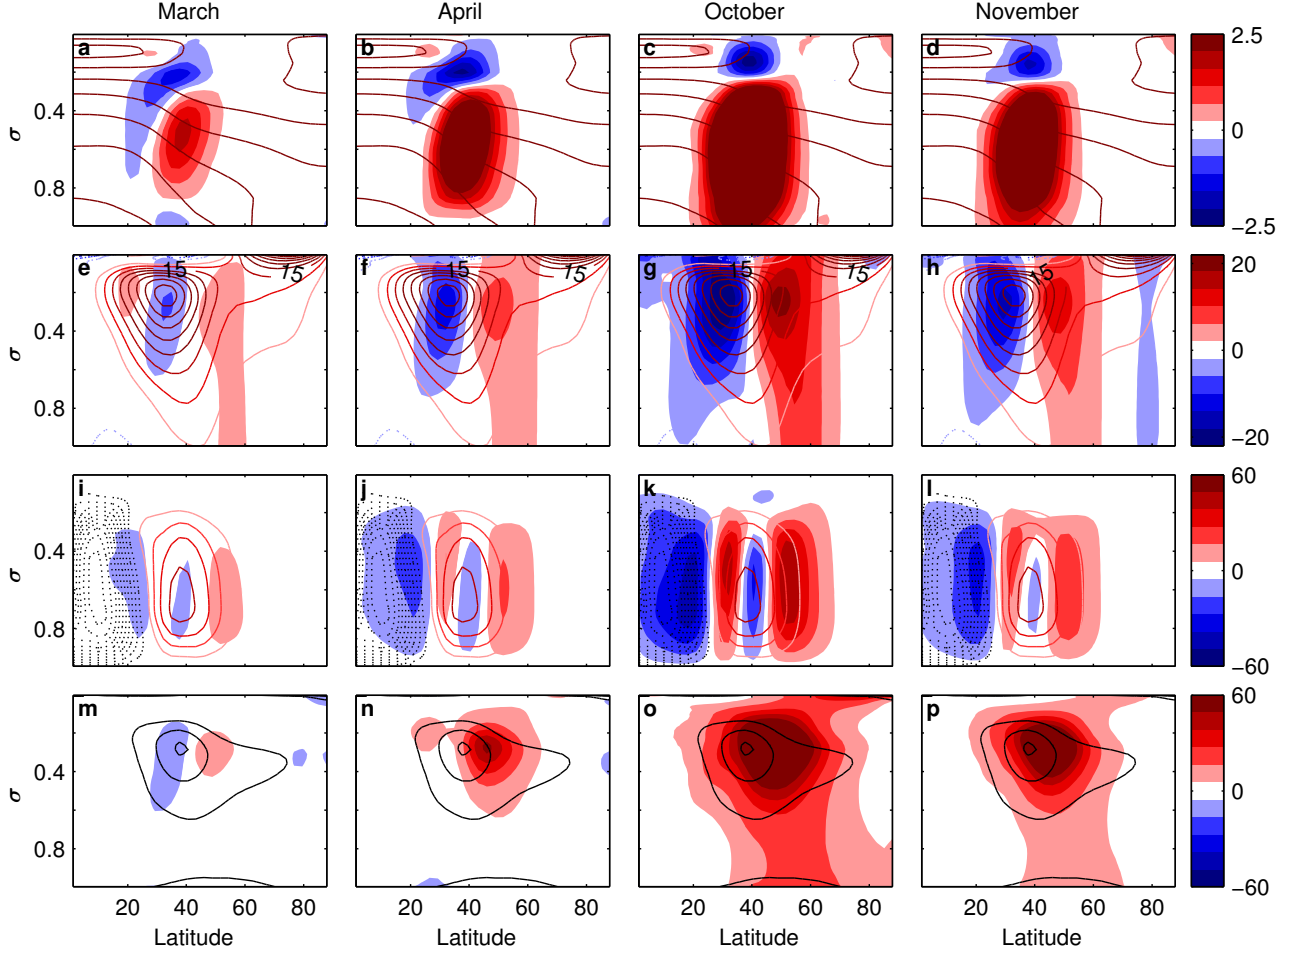 March April October November
a b c d 2.5
0.4 0
σ
0.8 −2.5
e 15 15 f 15 15 g 15 15 h 15 20
0.4 0
σ
0.8 −20
i j k l 60
0.4 0
σ
0.8 −60
m n o p 60
0.4 0
σ
0.8 −60
20 40 60 80 20 40 60 80 20 40 60 80 20 40 60 80
Latitude Latitude Latitude Latitude